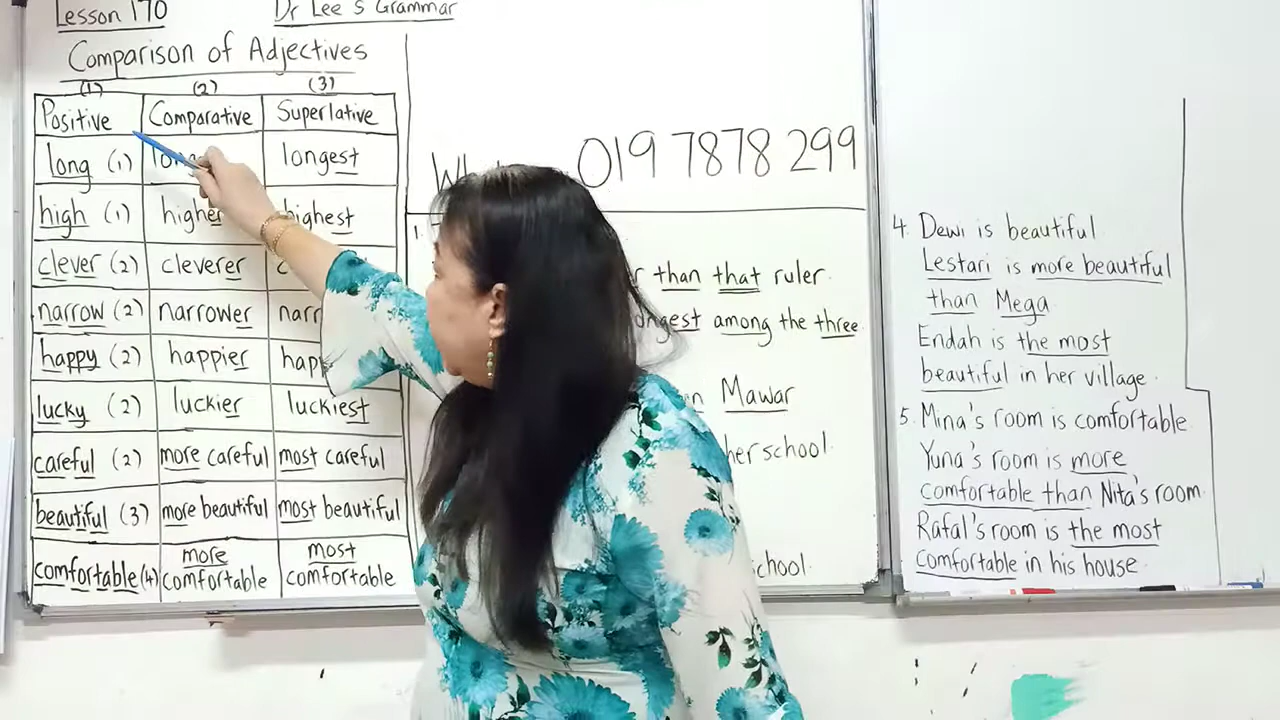 Lesson 170 Dr Lee's Grammar
Comparison of Adjectives
(1) (2) (3)
Positive Comparative Superlative
long (1) longest
high (1) higher highest
clever (2) cleverer
narrow (2) narrower
happy (2) happier
lucky (2) luckier luckiest
careful (2) more careful most careful
beautiful (3) more beautiful most beautiful
comfortable (4) more comfortable most comfortable
019 7878 299
1.
than that ruler.
among the three
Mawar
her school.
school.
4. Dewi is beautiful.
Lestari is more beautiful
than Mega
Endah is the most
beautiful in her village.
5. Mina's room is comfortable.
Yuna's room is more
comfortable than Nita's room.
Rafal's room is the most
comfortable in his house.